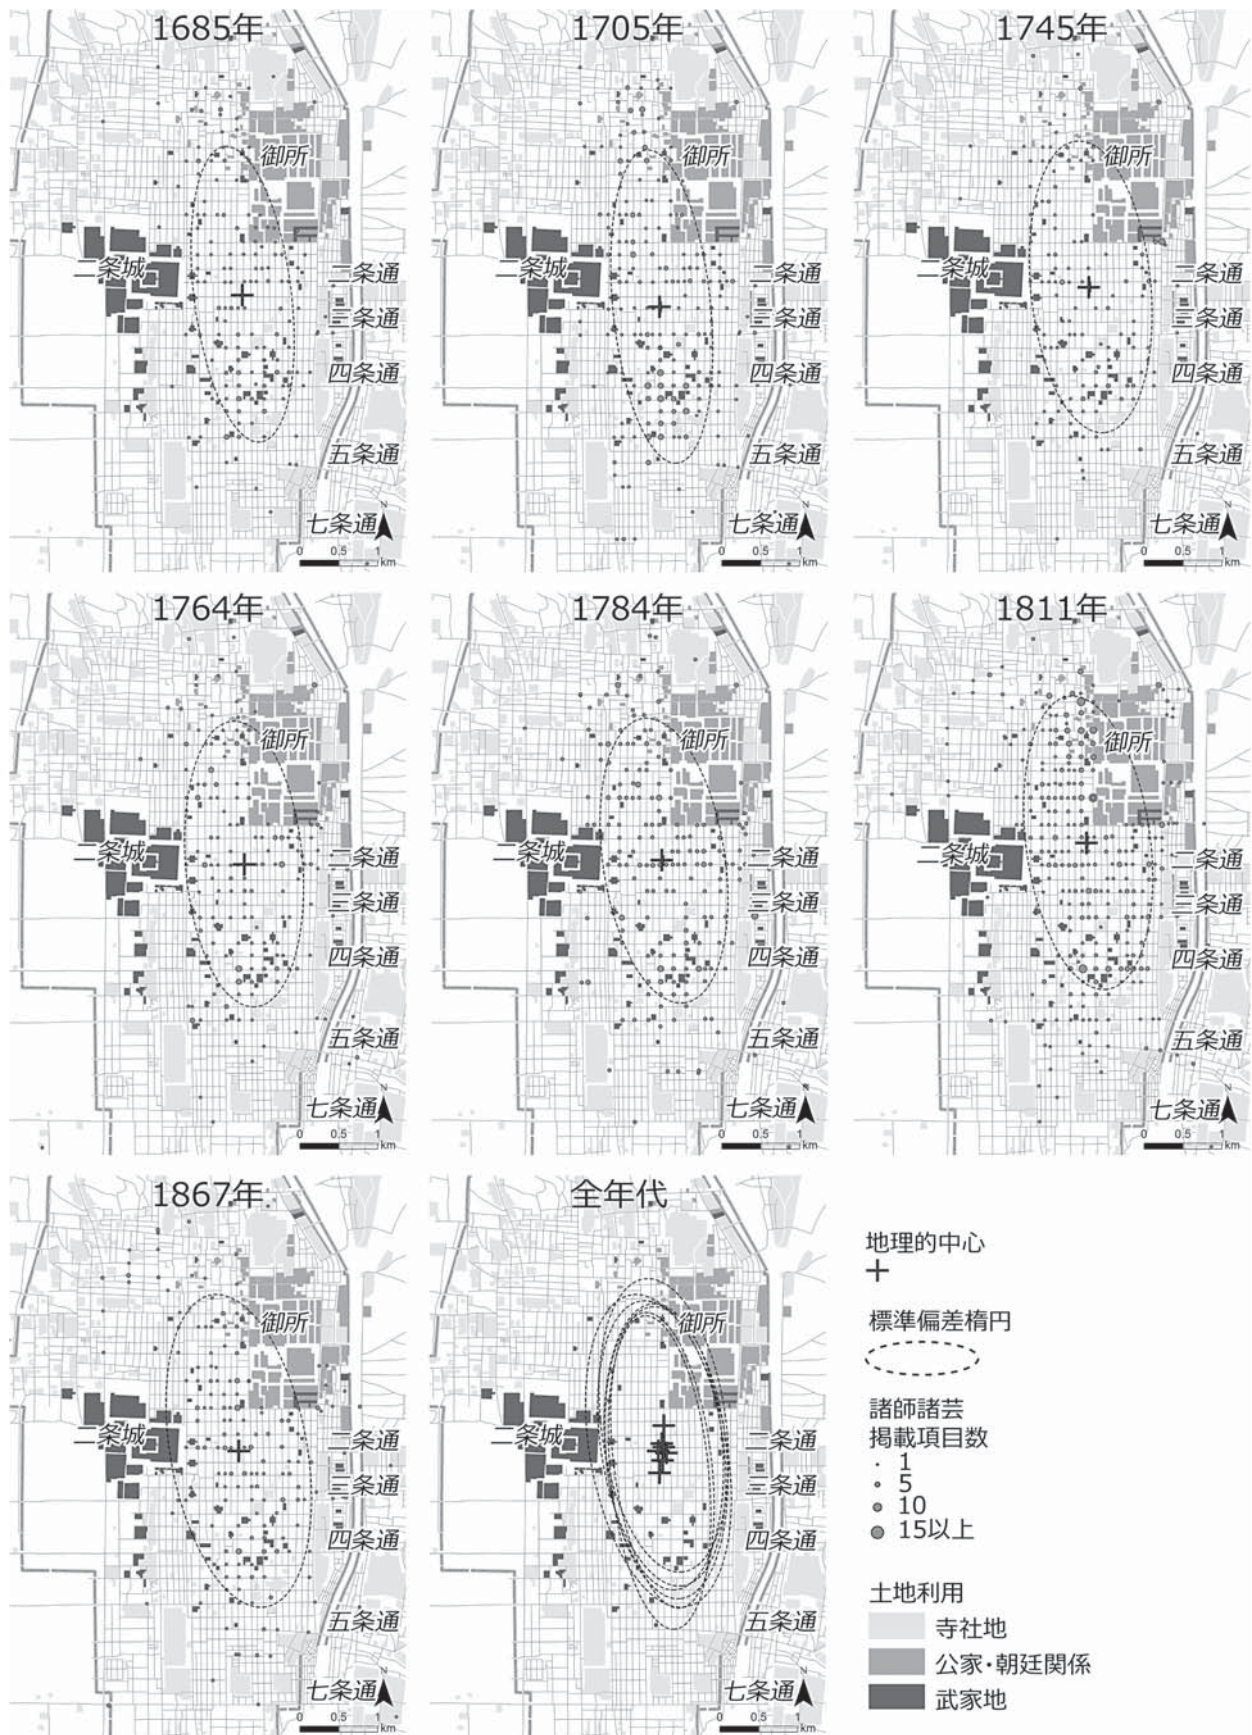 1685年
御所
二条城
二条通
三条通
四条通
五条通
七条通
N
0 0.5 1
km
1705年
御所
二条城
二条通
三条通
四条通
五条通
七条通
N
0 0.5 1
km
1745年
御所
二条城
二条通
三条通
四条通
五条通
七条通
N
0 0.5 1
km
1764年
御所
二条城
二条通
三条通
四条通
五条通
七条通
N
0 0.5 1
km
1784年
御所
二条城
二条通
三条通
四条通
五条通
七条通
N
0 0.5 1
km
1811年
御所
二条城
二条通
三条通
四条通
五条通
七条通
N
0 0.5 1
km
1867年
御所
二条城
二条通
三条通
四条通
五条通
七条通
N
0 0.5 1
km
全年代
御所
二条城
二条通
三条通
四条通
五条通
七条通
N
0 0.5 1
km
地理的中心
標準偏差楕円
諸師諸芸
掲載項目数
1
5
10
15以上
土地利用
寺社地
公家・朝廷関係
武家地